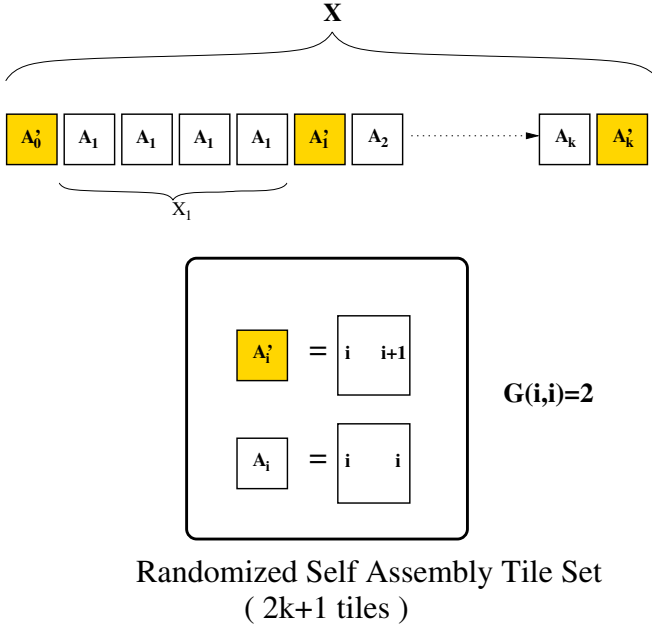 X
A'₀ A₁ A₁ A₁ A₁ A'₁ A₂ Aₖ A'ₖ
X₁
A'ᵢ = i i+1
G(i,i)=2
Aᵢ = i i
Randomized Self Assembly Tile Set
( 2k+1 tiles )